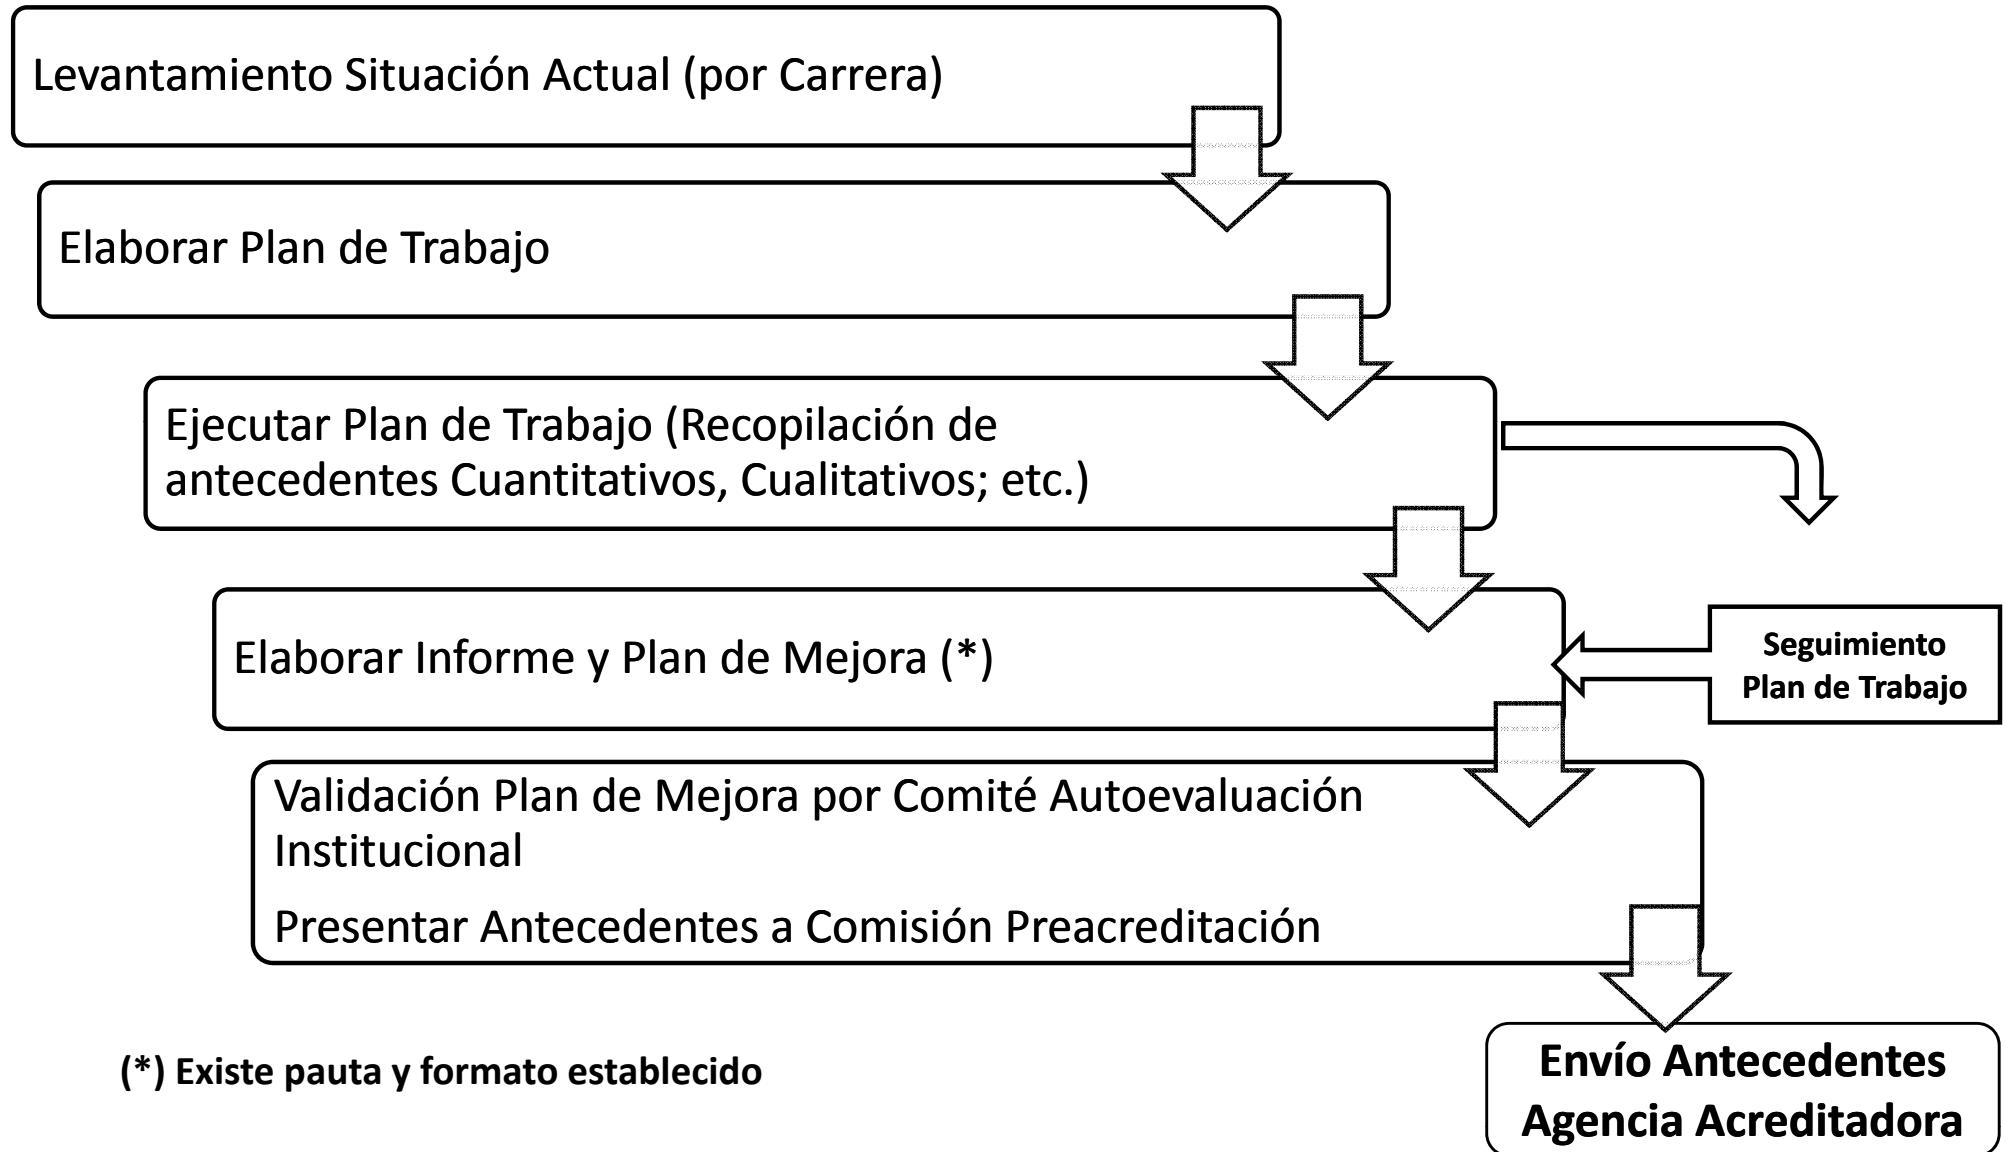 Levantamiento Situación Actual (por Carrera)
Elaborar Plan de Trabajo
Ejecutar Plan de Trabajo (Recopilación de
antecedentes Cuantitativos, Cualitativos; etc.)
Elaborar Informe y Plan de Mejora (*)
Seguimiento
Plan de Trabajo
Validación Plan de Mejora por Comité Autoevaluación
Institucional
Presentar Antecedentes a Comisión Preacreditación
(*) Existe pauta y formato establecido
Envío Antecedentes
Agencia Acreditadora